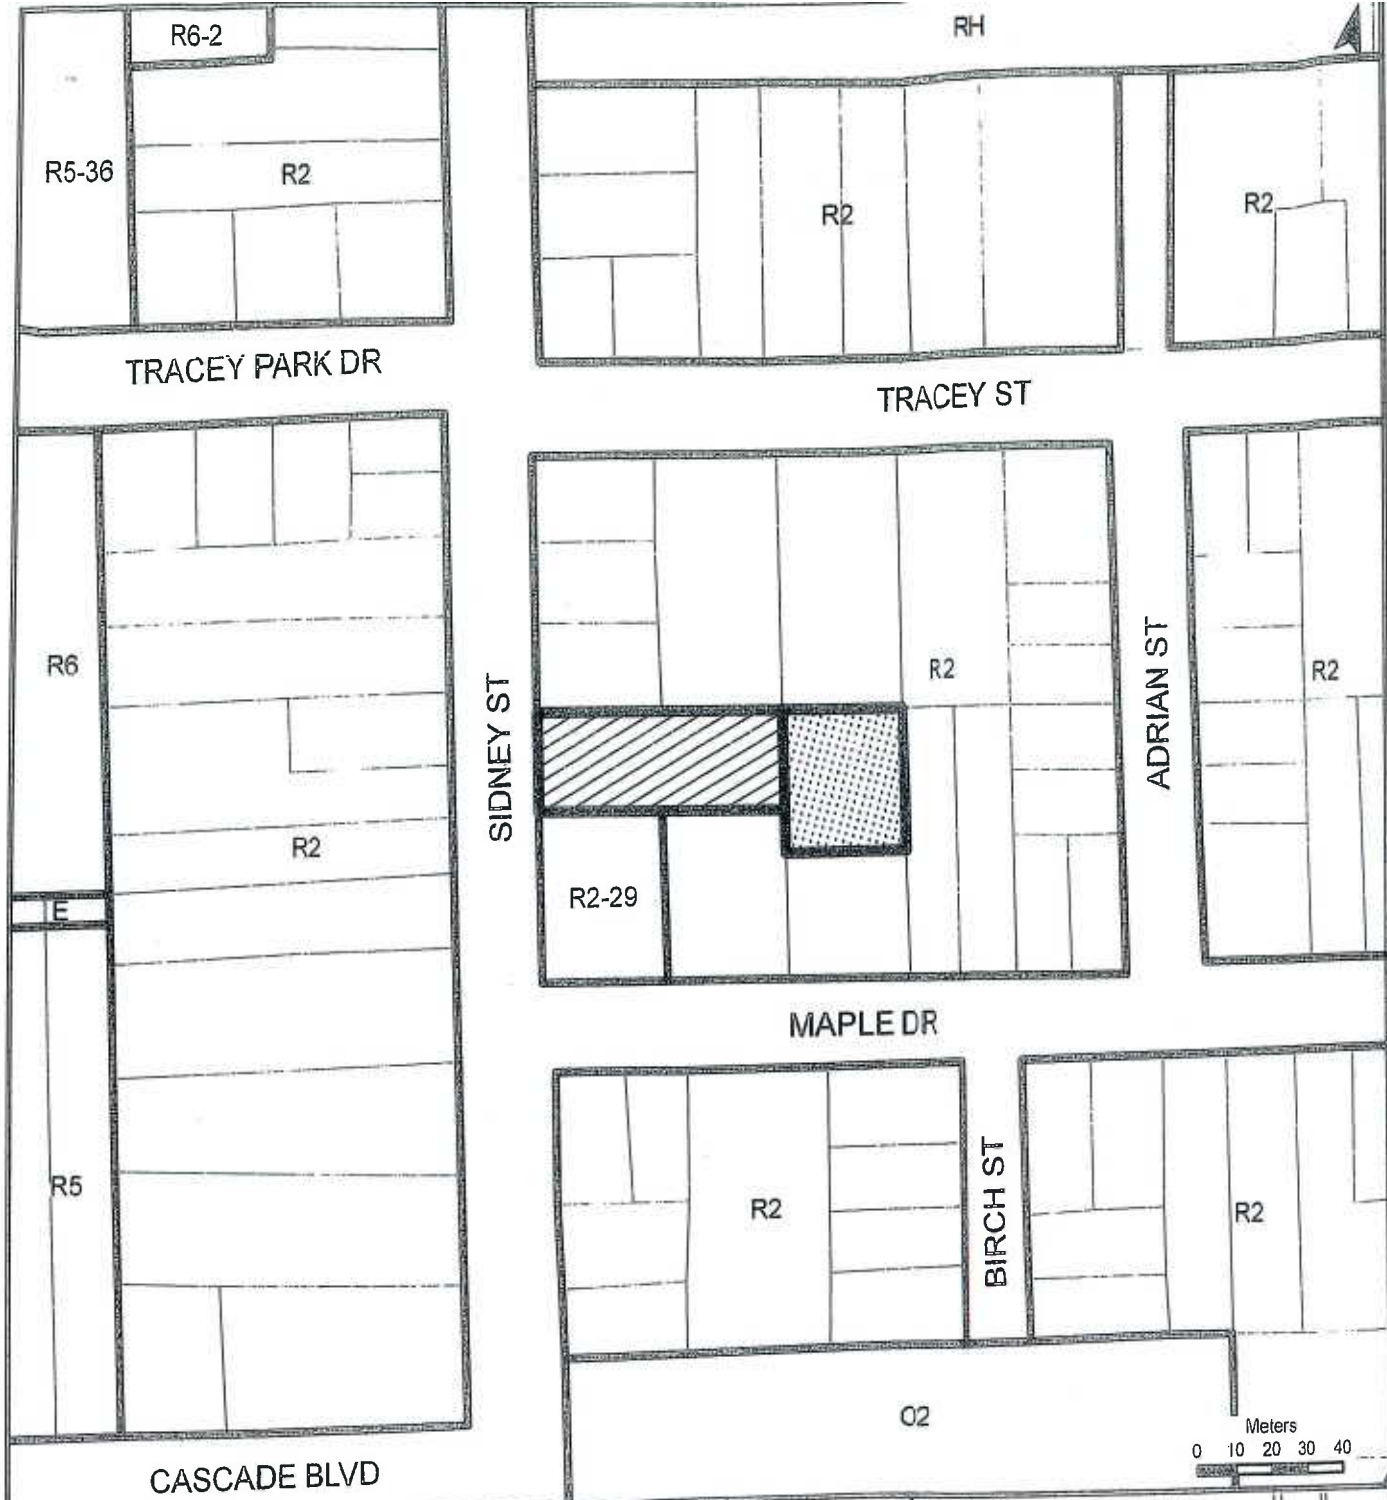 R6-2
RH
R5-36
R2
R2
R2
TRACEY PARK DR
TRACEY ST
R6
SIDNEY ST
R2
ADRIAN ST
R2
R2
E
R2-29
MAPLE DR
R5
R2
BIRCH ST
R2
O2
Meters
0 10 20 30 40
CASCADE BLVD